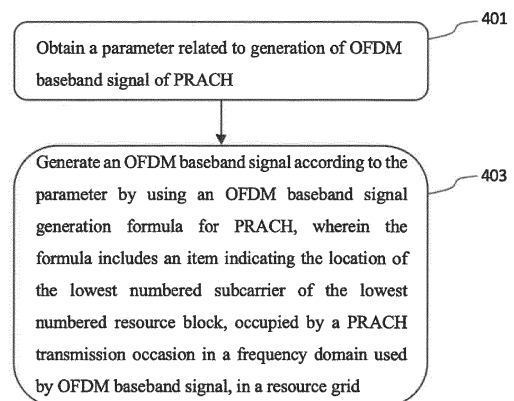 401
Obtain a parameter related to generation of OFDM
baseband signal of PRACH
Generate an OFDM baseband signal according to the
403
parameter by using an OFDM baseband signal
generation formula for PRACH, wherein the
formula includes an item indicating the location of
the lowest numbered subcarrier of the lowest
numbered resource block, occupied by a PRACH
transmission occasion in a frequency domain used
by OFDM baseband signal, in a resource grid